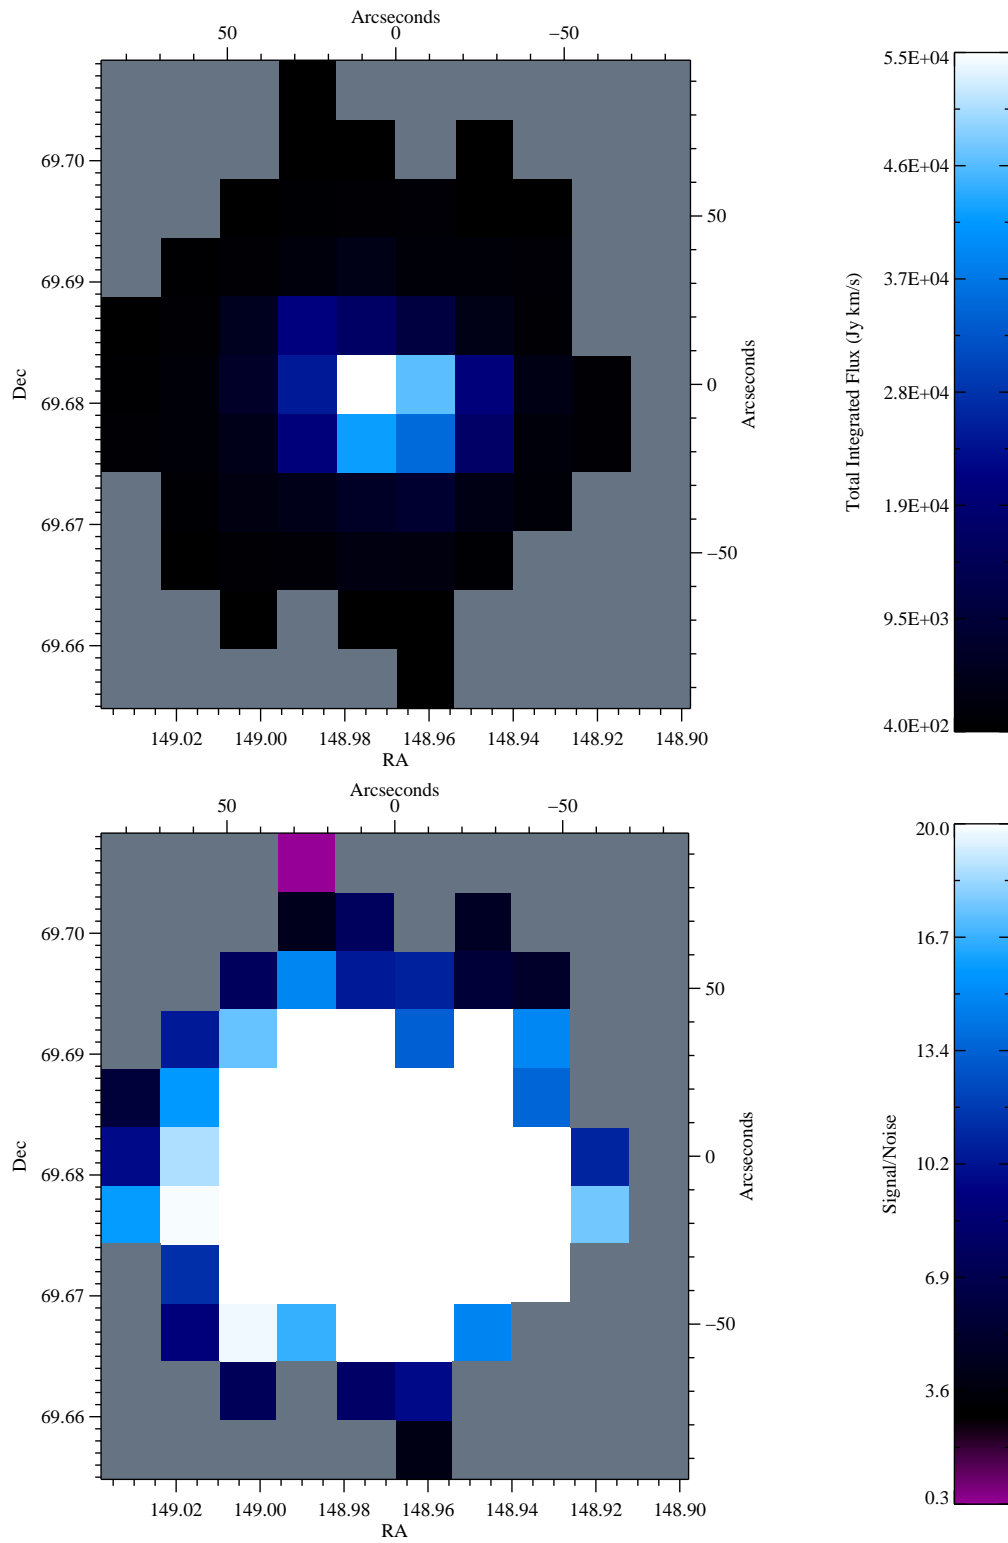 Arcseconds
50 0 −50
69.70
69.69
69.68
69.67
69.66
Dec
50
0
−50
Arcseconds
149.02 149.00 148.98 148.96 148.94 148.92 148.90
RA
5.5E+04
4.6E+04
3.7E+04
2.8E+04
1.9E+04
9.5E+03
4.0E+02
Total Integrated Flux (Jy km/s)
Arcseconds
50 0 −50
69.70
69.69
69.68
69.67
69.66
Dec
50
0
−50
Arcseconds
149.02 149.00 148.98 148.96 148.94 148.92 148.90
RA
20.0
16.7
13.4
10.2
6.9
3.6
0.3
Signal/Noise